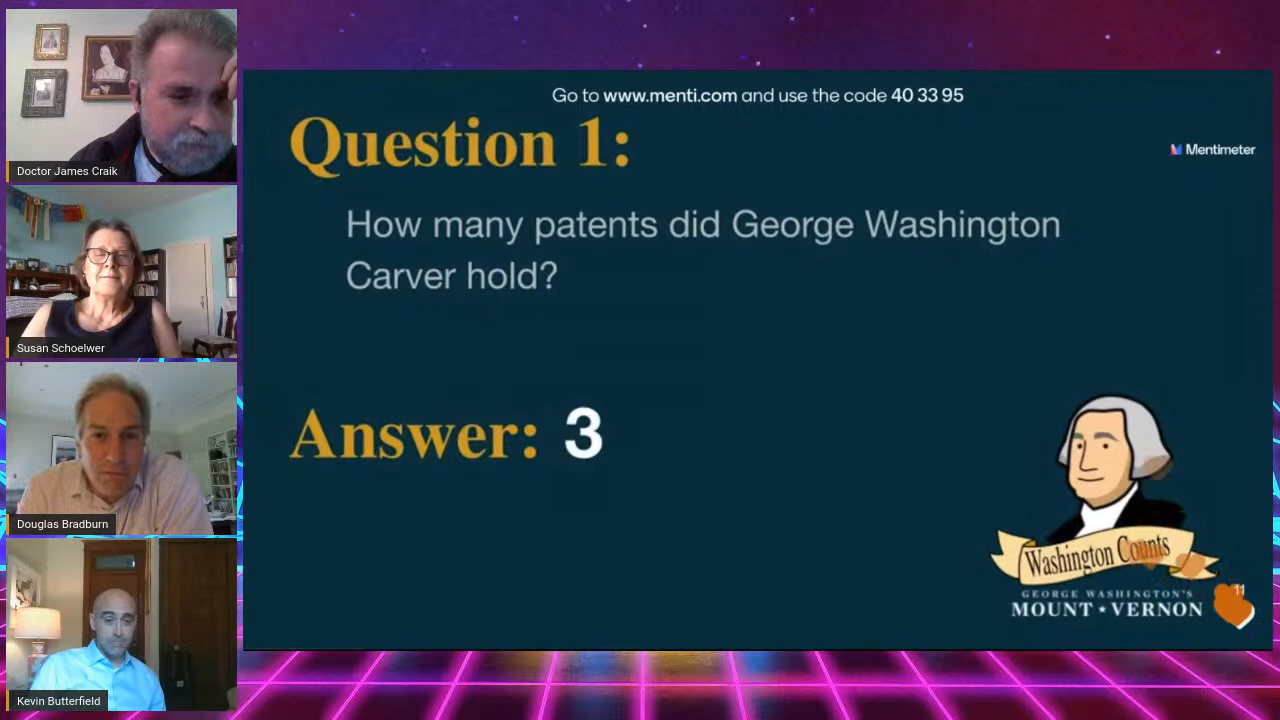 Doctor James Craik
Susan Schoelwer
Douglas Bradburn
Kevin Butterfield
Go to www.menti.com and use the code 40 33 95
Question 1:
Mentimeter
How many patents did George Washington
Carver hold?
Answer: 3
Washington Counts
GEORGE WASHINGTON'S
MOUNT ★ VERNON
11